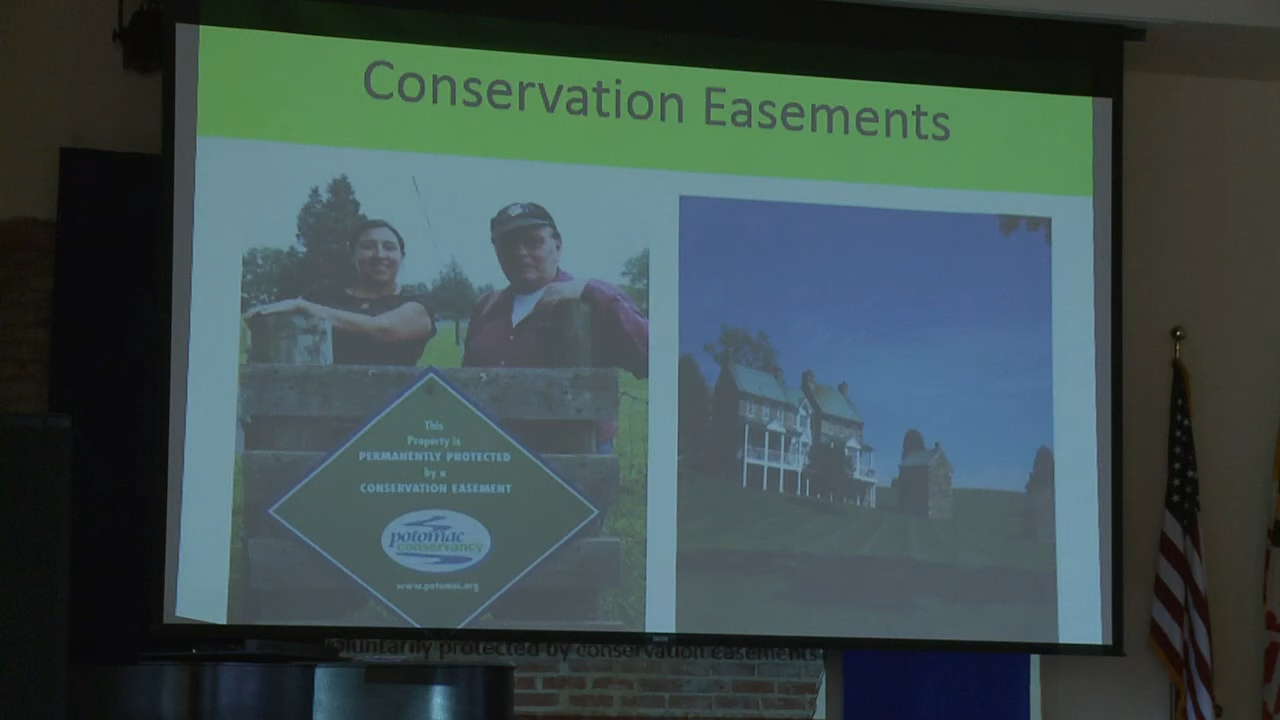 Conservation Easements
This
Property is
PERMANENTLY PROTECTED
by a
CONSERVATION EASEMENT
potomac
conservancy
www.potomac.org
voluntarily protected by conservation easements